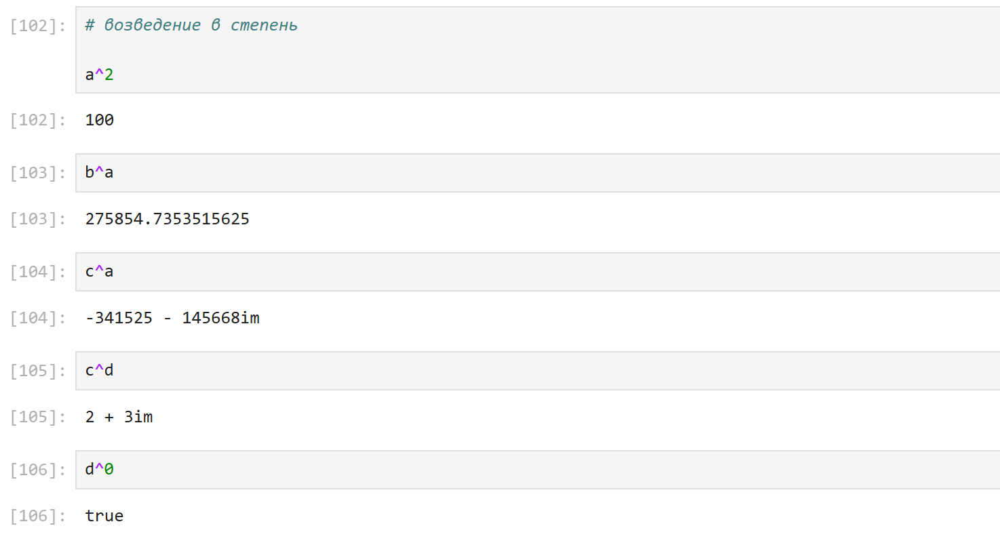 [102]: # возведение в степень
a^2
[102]: 100
[103]: b^a
[103]: 275854.7353515625
[104]: c^a
[104]: -341525 - 145668im
[105]: c^d
[105]: 2 + 3im
[106]: d^0
[106]: true